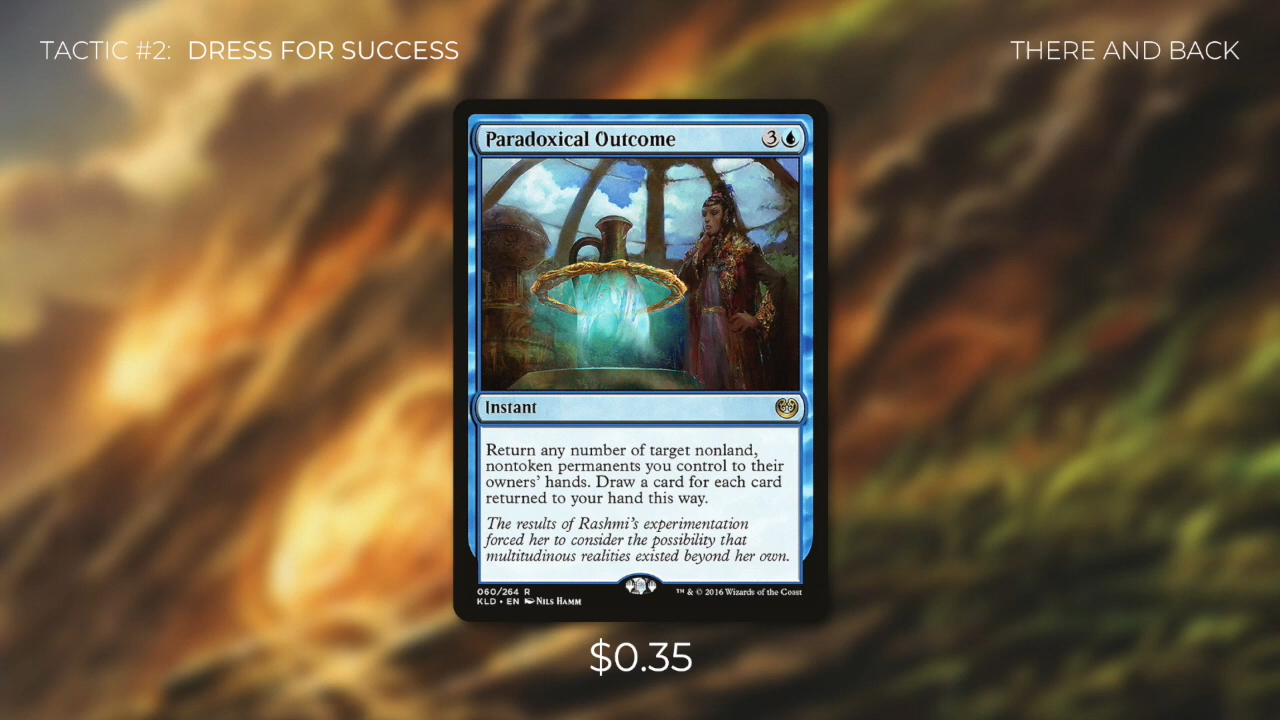 TACTIC #2: DRESS FOR SUCCESS
THERE AND BACK
Paradoxical Outcome 3
Instant
Return any number of target nonland,
nontoken permanents you control to their
owners' hands. Draw a card for each card
returned to your hand this way.
The results of Rashmi's experimentation
forced her to consider the possibility that
multitudinous realities existed beyond her own.
060/264 R
KLD • EN NILS HAMM
™ & © 2016 Wizards of the Coast
$0.35